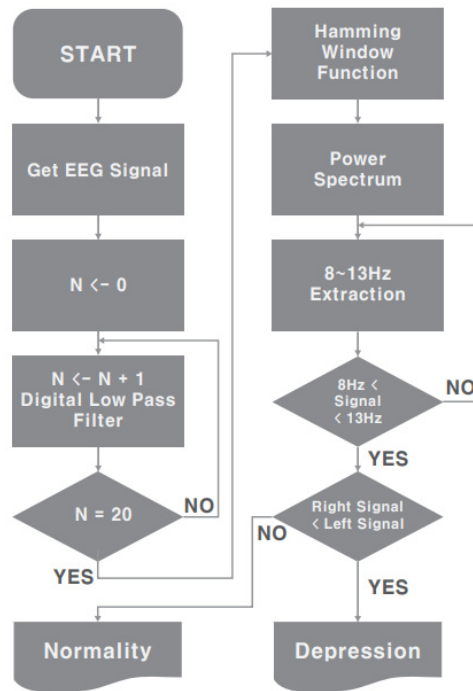 START
Get EEG Signal
N <- 0
N <- N + 1
Digital Low Pass
Filter
N = 20
NO
YES
Normality
Hamming
Window
Function
Power
Spectrum
8~13Hz
Extraction
8Hz <
Signal
< 13Hz
NO
YES
Right Signal
< Left Signal
NO
YES
Depression